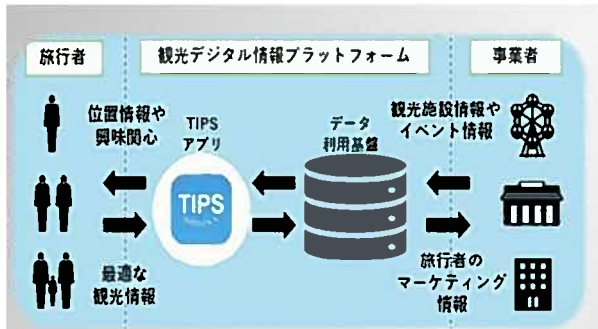 旅行者
観光デジタル情報プラットフォーム
事業者
位置情報や
興味関心
TIPS
アプリ
データ
利用基盤
観光施設情報や
イベント情報
TIPS
最適な
観光情報
旅行者の
マーケティング
情報